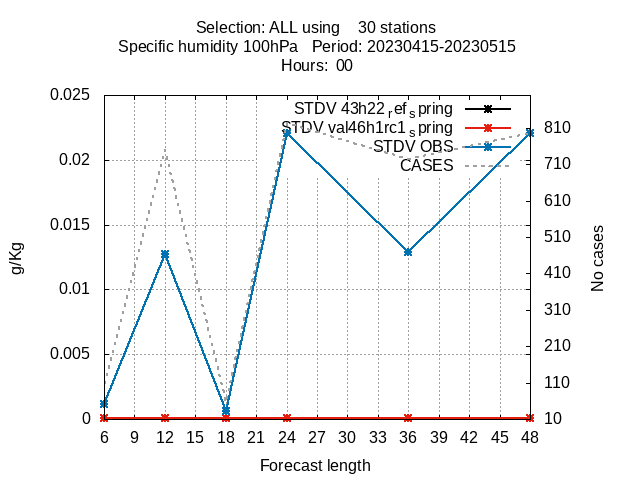 Selection: ALL using    30 stations
Specific humidity 100hPa   Period: 20230415-20230515
Hours:  00
STDV 43h22_ref_spring
STDV val46h1rc1_spring
STDV OBS
CASES
0.025
0.02
0.015
0.01
0.005
0
g/Kg
810
710
610
510
410
310
210
110
10
No cases
6 9 12 15 18 21 24 27 30 33 36 39 42 45 48
Forecast length